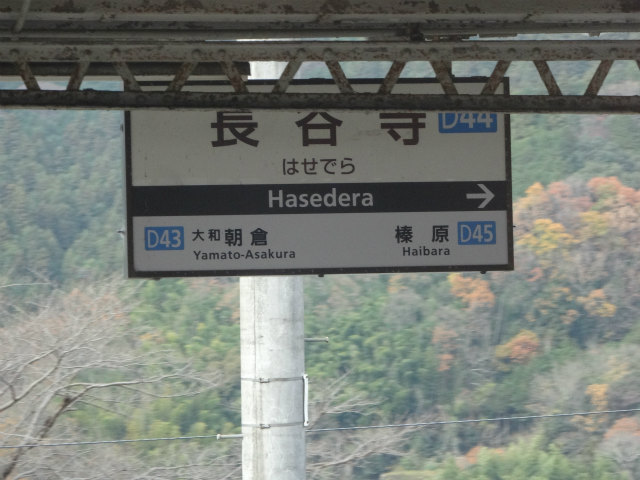 長谷寺 D44
はせでら
Hasedera →
D43 大和朝倉 榛原 D45
Yamato-Asakura Haibara